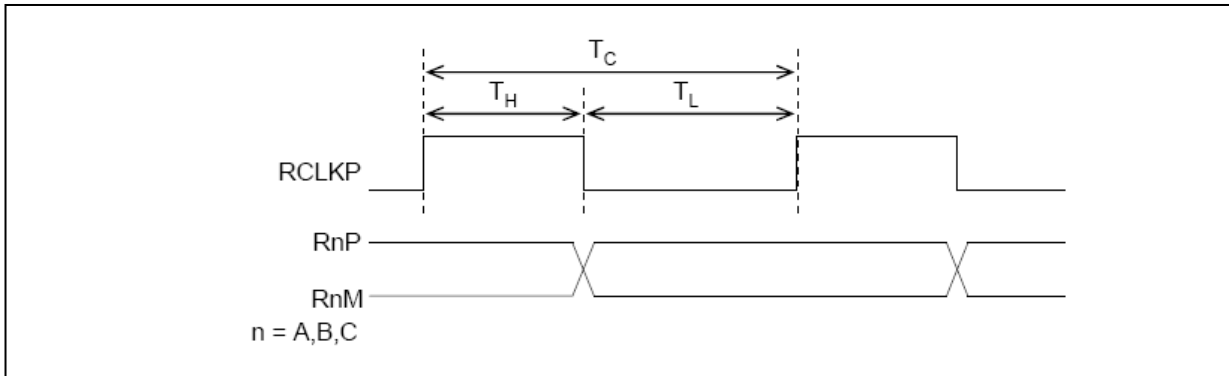 T_C
T_H T_L
RCLKP
RnP
RnM
n = A,B,C